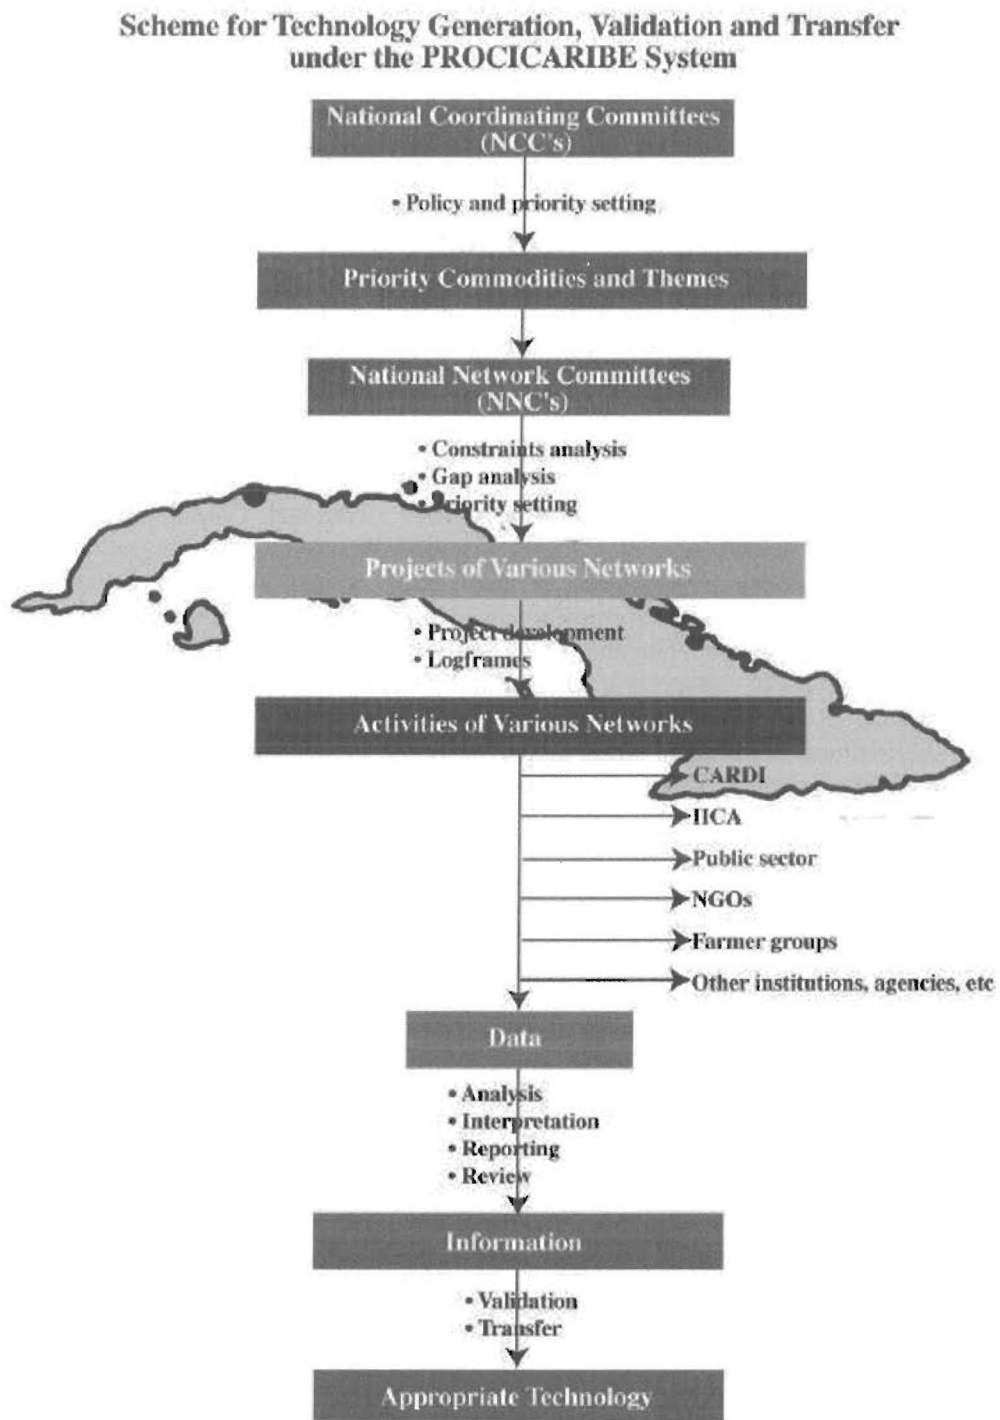 Scheme for Technology Generation, Validation and Transfer
under the PROCICARIBE System
National Coordinating Committees
(NCC's)
• Policy and priority setting
Priority Commodities and Themes
National Network Committees
(NNC's)
• Constraints analysis
• Gap analysis
• Priority setting
Projects of Various Networks
• Project development
• Logframes
Activities of Various Networks
CARDI
IICA
Public sector
NGOs
Farmer groups
Other institutions, agencies, etc
Data
• Analysis
• Interpretation
• Reporting
• Review
Information
• Validation
• Transfer
Appropriate Technology